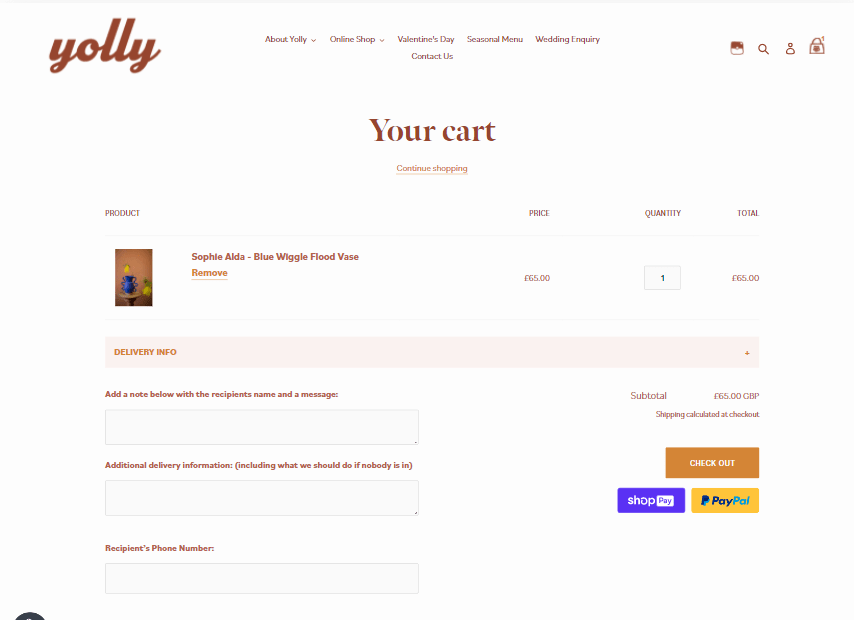 yolly
About Yolly
Online Shop
Valentine's Day
Seasonal Menu
Wedding Enquiry
Contact Us
Your cart
Continue shopping
PRODUCT PRICE QUANTITY TOTAL
Sophie Alda - Blue Wiggle Flood Vase
Remove
£65.00 1 £65.00
DELIVERY INFO +
Add a note below with the recipients name and a message:
Subtotal £65.00 GBP
Shipping calculated at checkout
CHECK OUT
Additional delivery information: (including what we should do if nobody is in)
shop Pay PayPal
Recipient's Phone Number: